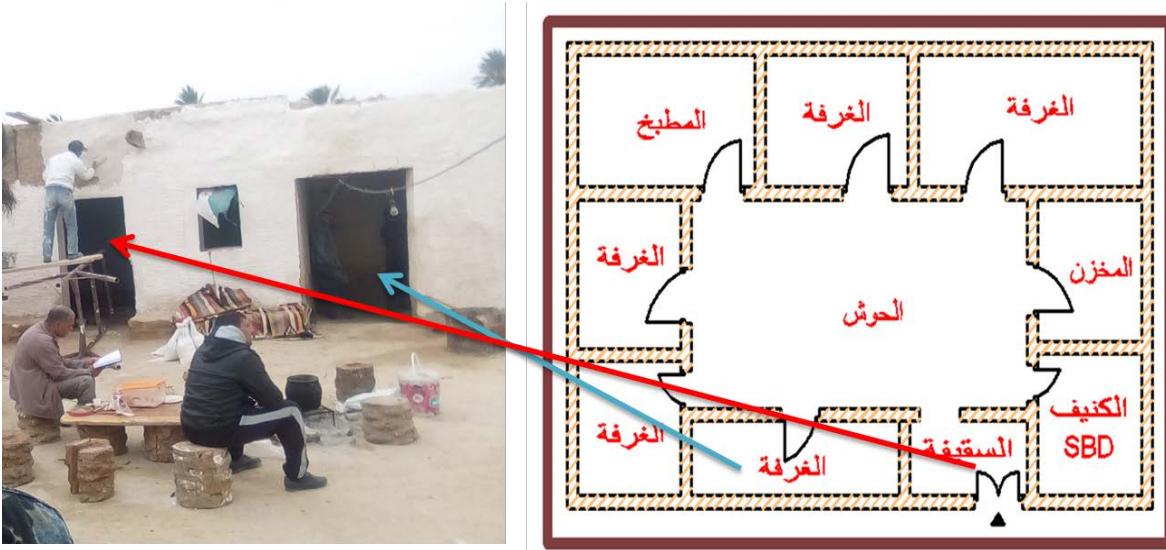 المطبخ
الغرفة
الغرفة
الغرفة
الحوش
المخزن
الغرفة
الغرفة
السقيفة
الكنيف
SBD